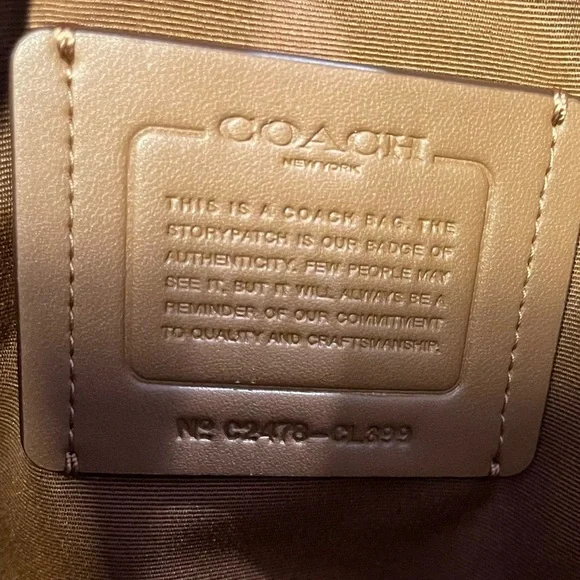 COACH
NEW YORK
THIS IS A COACH BAG. THE
STORYPATCH IS OUR BADGE OF
AUTHENTICITY. FEW PEOPLE MAY
SEE IT, BUT IT WILL ALWAYS BE A
REMINDER OF OUR COMMITMENT
TO QUALITY AND CRAFTSMANSHIP.
Nº C2478-CL399